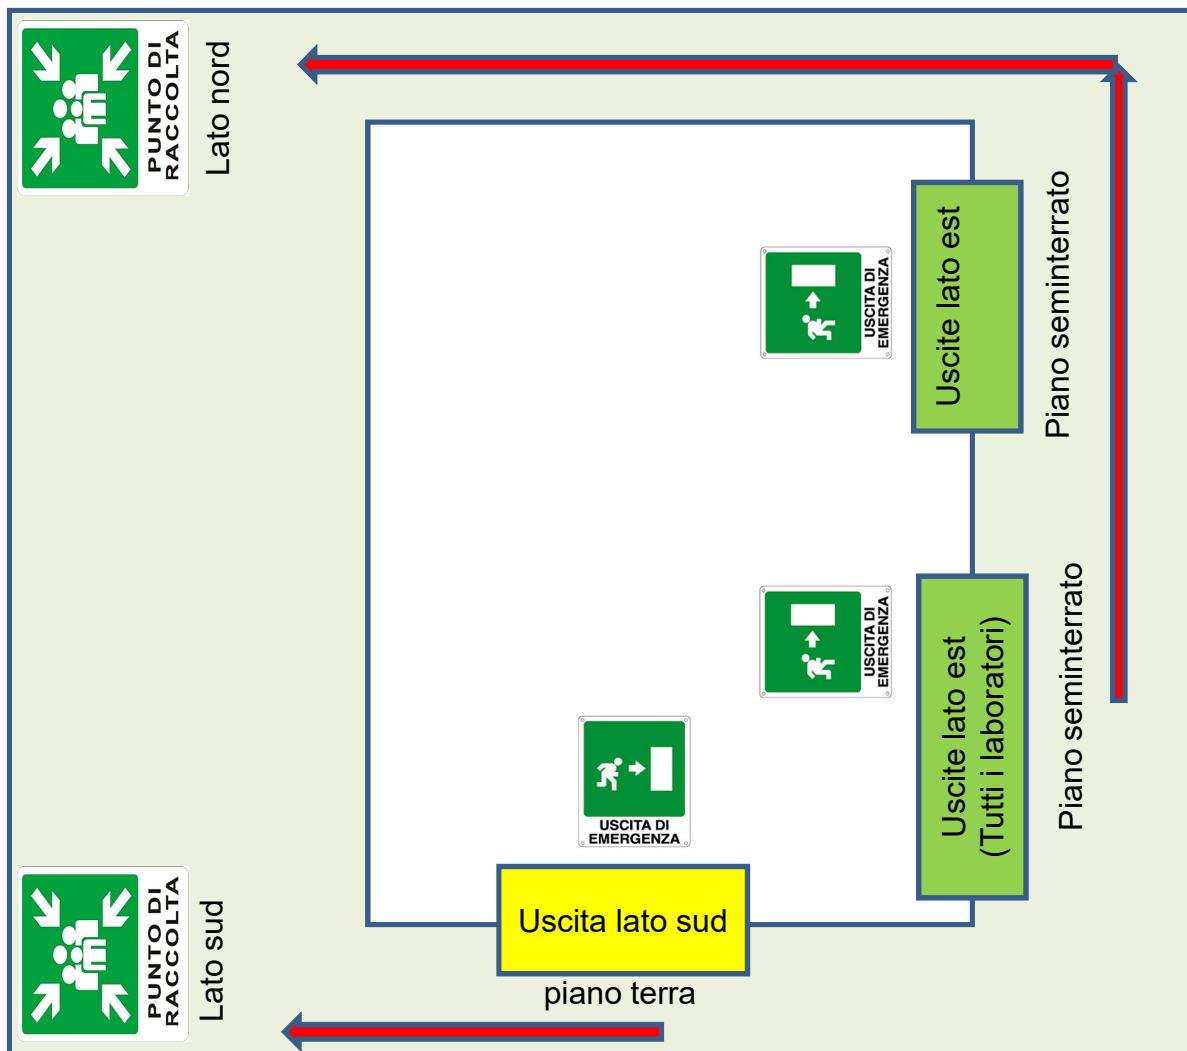 PUNTO DI
RACCOLTA
Lato nord
USCITA DI
EMERGENZA
Uscite lato est
Piano seminterrato
USCITA DI
EMERGENZA
Uscite lato est
(Tutti i laboratori)
Piano seminterrato
USCITA DI
EMERGENZA
Uscita lato sud
piano terra
PUNTO DI
RACCOLTA
Lato sud